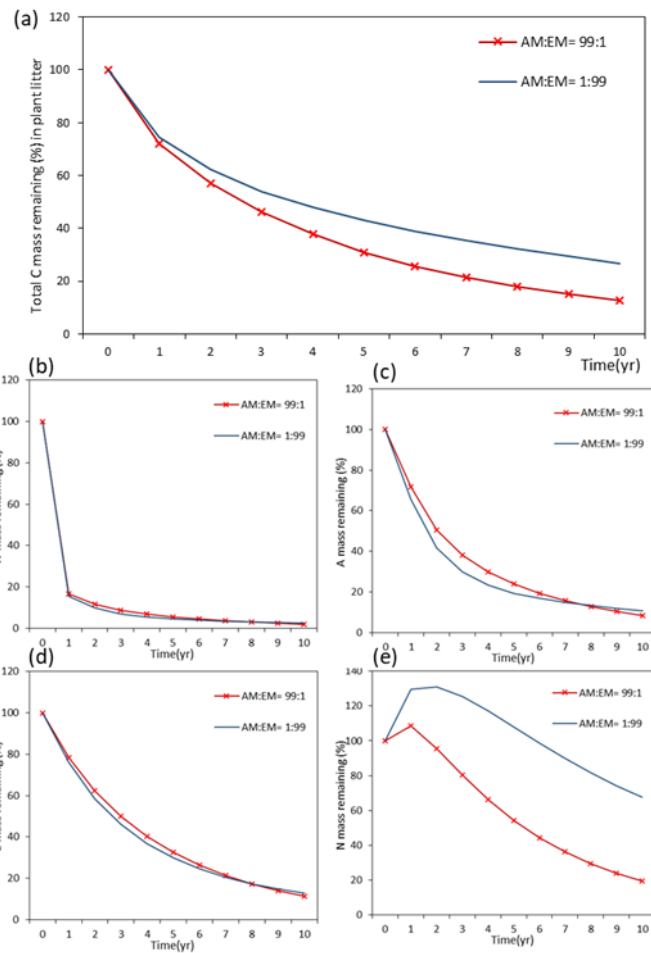 (a)
120
100
80
60
40
20
0
Total C mass remaining (%) in plant litter
AM:EM= 99:1
AM:EM= 1:99
0 1 2 3 4 5 6 7 8 9 10
Time(yr)
(b)
120
100
80
60
40
20
0
mass remaining
AM:EM= 99:1
AM:EM= 1:99
0 1 2 3 4 5 6 7 8 9 10
Time(yr)
(c)
120
100
80
60
40
20
0
A mass remaining (%)
AM:EM= 99:1
AM:EM= 1:99
0 1 2 3 4 5 6 7 8 9 10
Time(yr)
(d)
120
100
80
60
40
20
0
mass remaining (%)
AM:EM= 99:1
AM:EM= 1:99
0 1 2 3 4 5 6 7 8 9 10
Time(yr)
(e)
140
120
100
80
60
40
20
0
N mass remaining (%)
AM:EM= 99:1
AM:EM= 1:99
0 1 2 3 4 5 6 7 8 9 10
Time(yr)